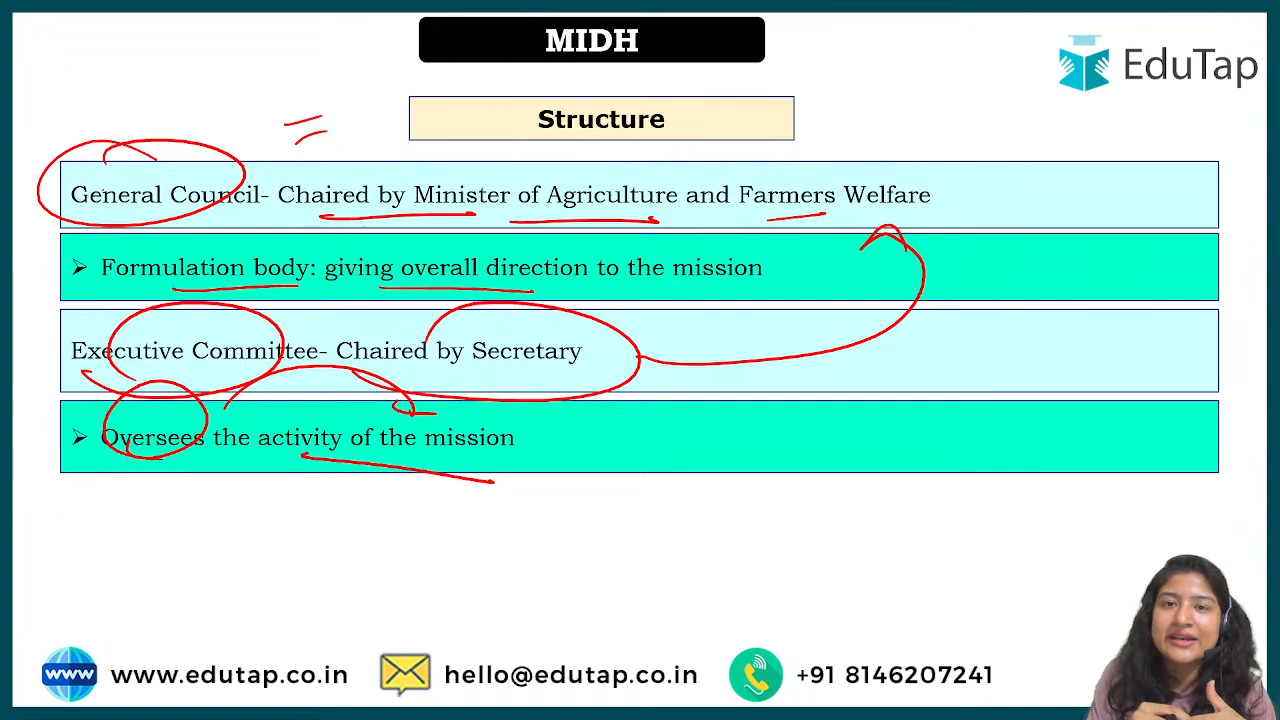 MIDH
EduTap
Structure
General Council- Chaired by Minister of Agriculture and Farmers Welfare
➢ Formulation body: giving overall direction to the mission
Executive Committee- Chaired by Secretary
➢ Oversees the activity of the mission
www
www.edutap.co.in
hello@edutap.co.in
+91 8146207241